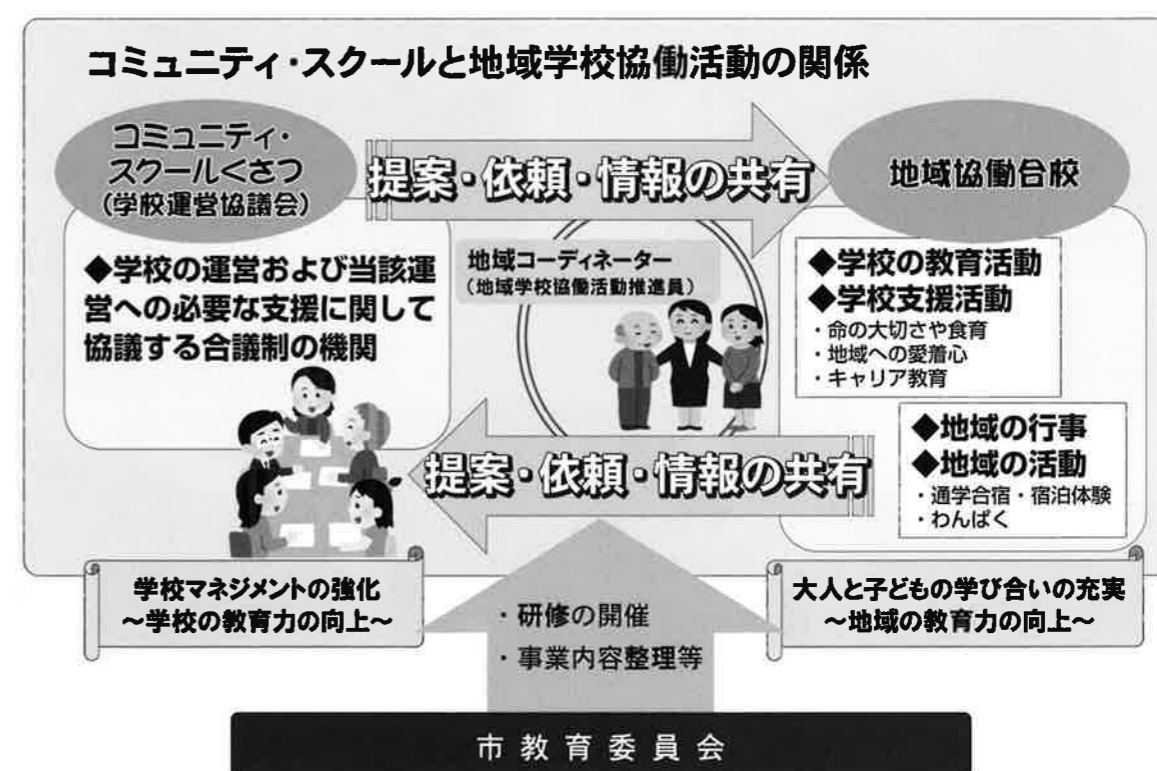 コミュニティ・スクールと地域学校協働活動の関係
コミュニティ・
スクールくさつ
(学校運営協議会)
提案・依頼・情報の共有
地域協働合校
◆学校の運営および当該運
営への必要な支援に関して
協議する合議制の機関
地域コーディネーター
(地域学校協働活動推進員)
◆学校の教育活動
◆学校支援活動
・命の大切さや食育
・地域への愛着心
・キャリア教育
◆地域の行事
◆地域の活動
・通学合宿・宿泊体験
・わんぱく
提案・依頼・情報の共有
学校マネジメントの強化
～学校の教育力の向上～
・研修の開催
・事業内容整理等
大人と子どもの学び合いの充実
～地域の教育力の向上～
市教育委員会